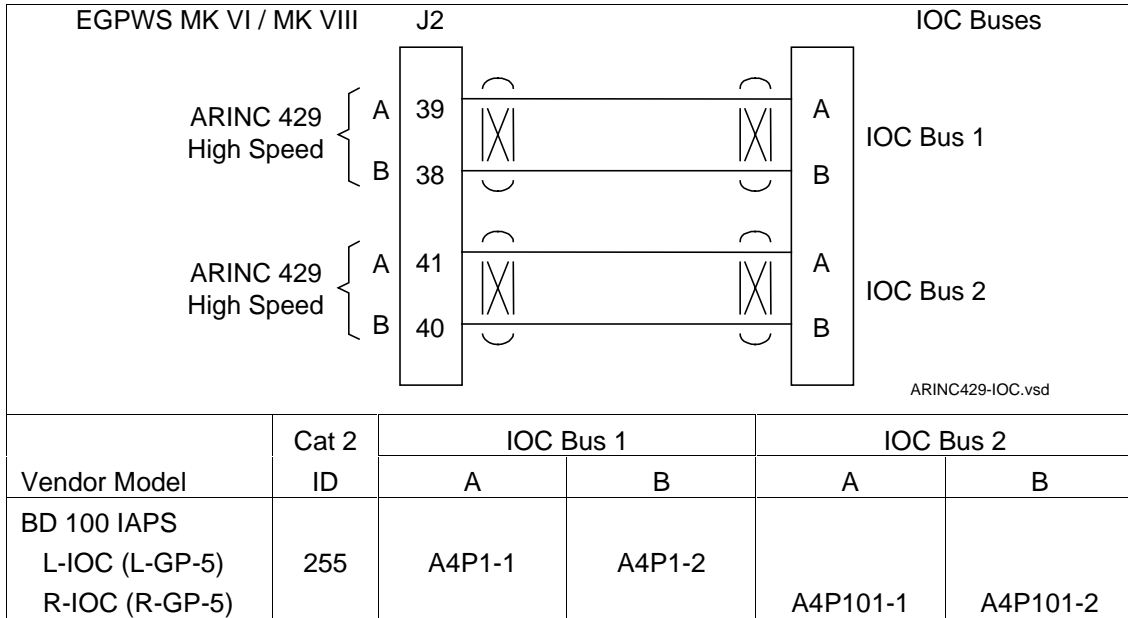 EGPWS MK VI / MK VIII J2 IOC Buses
ARINC 429
High Speed
A 39 A
IOC Bus 1
B 38 B
ARINC 429
High Speed
A 41 A
IOC Bus 2
B 40 B
ARINC429-IOC.vsd
Cat 2 IOC Bus 1 IOC Bus 2
Vendor Model ID A B A B
BD 100 IAPS
L-IOC (L-GP-5) 255 A4P1-1 A4P1-2
R-IOC (R-GP-5) A4P101-1 A4P101-2